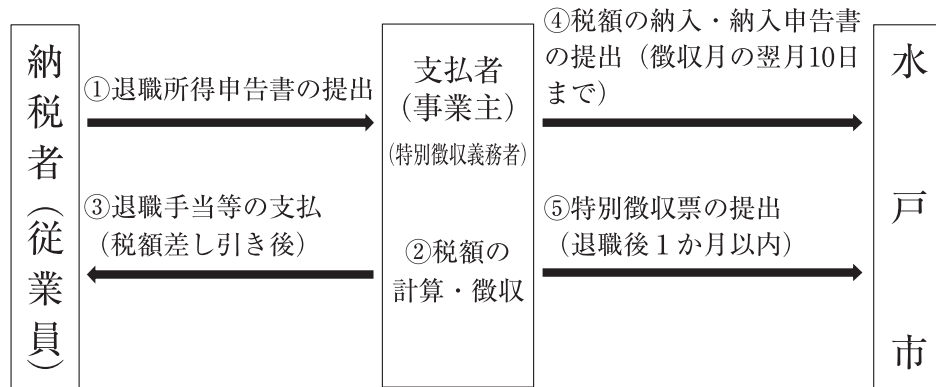 納税者（従業員）
①退職所得申告書の提出
③退職手当等の支払
（税額差し引き後）
支払者
（事業主）
（特別徴収義務者）
②税額の
計算・徴収
④税額の納入・納入申告書
の提出（徴収月の翌月10日
まで）
⑤特別徴収票の提出
（退職後１か月以内）
水戸市